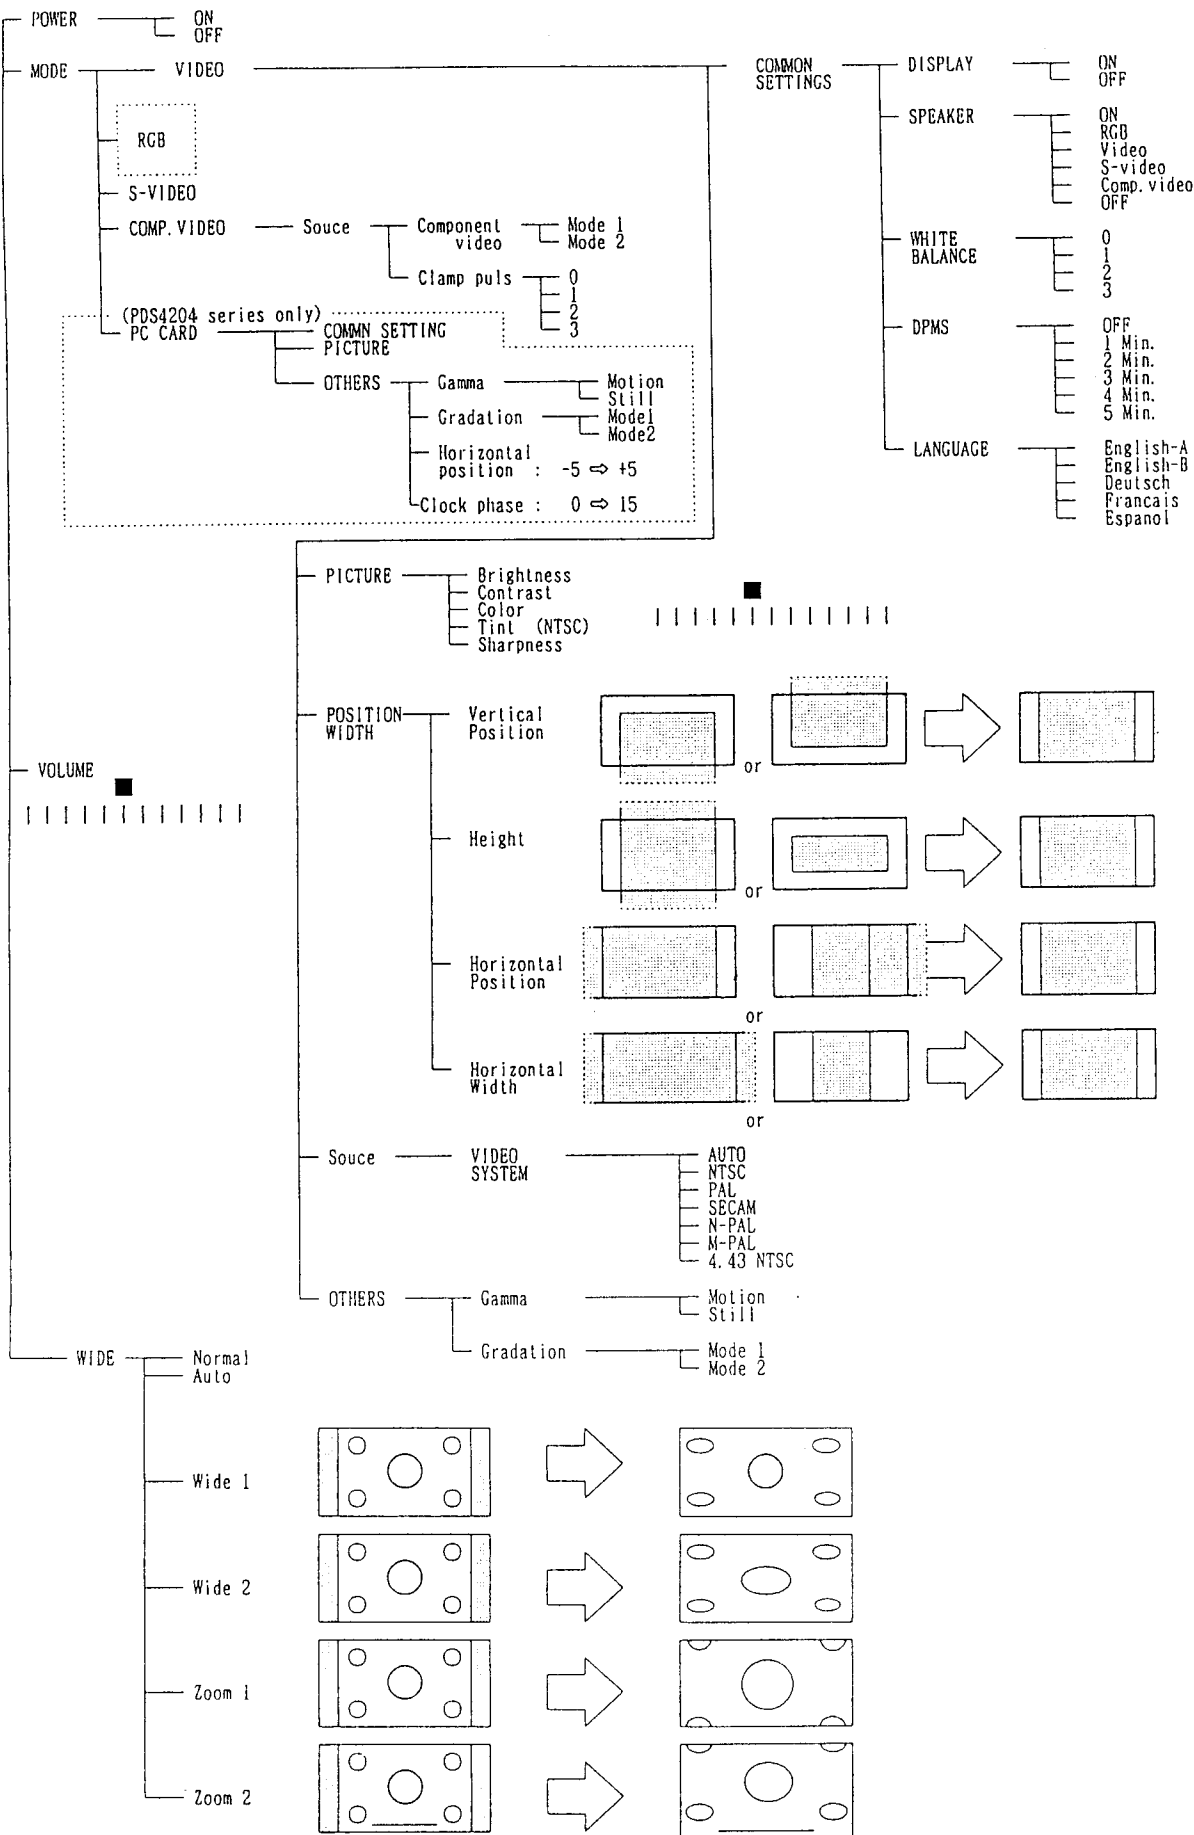 POWER
ON
OFF
MODE
VIDEO
RGB
S-VIDEO
COMP. VIDEO
Souce
Component
video
Mode 1
Mode 2
Clamp puls
0
1
2
3
(PDS4204 series only)
PC CARD
COMMN SETTING
PICTURE
OTHERS
Gamma
Motion
Still
Gradation
Mode1
Mode2
Horizontal
position : -5 ⇨ +5
Clock phase : 0 ⇨ 15
COMMON
SETTINGS
DISPLAY
ON
OFF
SPEAKER
ON
RGB
Video
S-video
Comp. video
OFF
WHITE
BALANCE
0
1
2
3
DPMS
OFF
1 Min.
2 Min.
3 Min.
4 Min.
5 Min.
LANGUAGE
English-A
English-B
Deutsch
Francais
Espanol
PICTURE
Brightness
Contrast
Color
Tint (NTSC)
Sharpness
POSITION
WIDTH
Vertical
Position
or
Height
or
Horizontal
Position
or
Horizontal
Width
or
Souce
VIDEO
SYSTEM
AUTO
NTSC
PAL
SECAM
N-PAL
M-PAL
4.43 NTSC
OTHERS
Gamma
Motion
Still
Gradation
Mode 1
Mode 2
VOLUME
WIDE
Normal
Auto
Wide 1
Wide 2
Zoom 1
Zoom 2